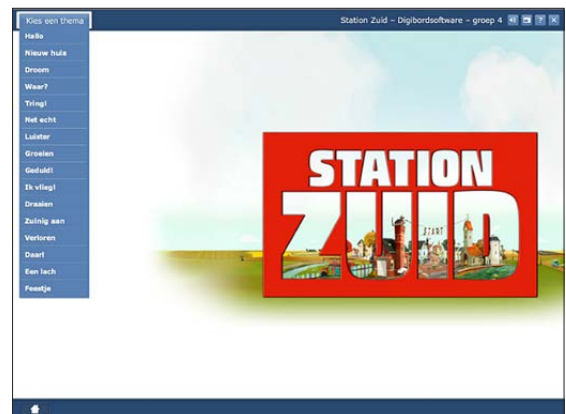 Kies een thema
Station Zuid – Digibordsoftware – groep 4
Hallo
Nieuw huis
Droom
Waar?
Tring!
Net echt
Luister
Groeien
Geduld!
Ik vlieg!
Draaien
Zuinig aan
Verloren
Daar!
Een lach
Feestje
STATION
ZUID
START